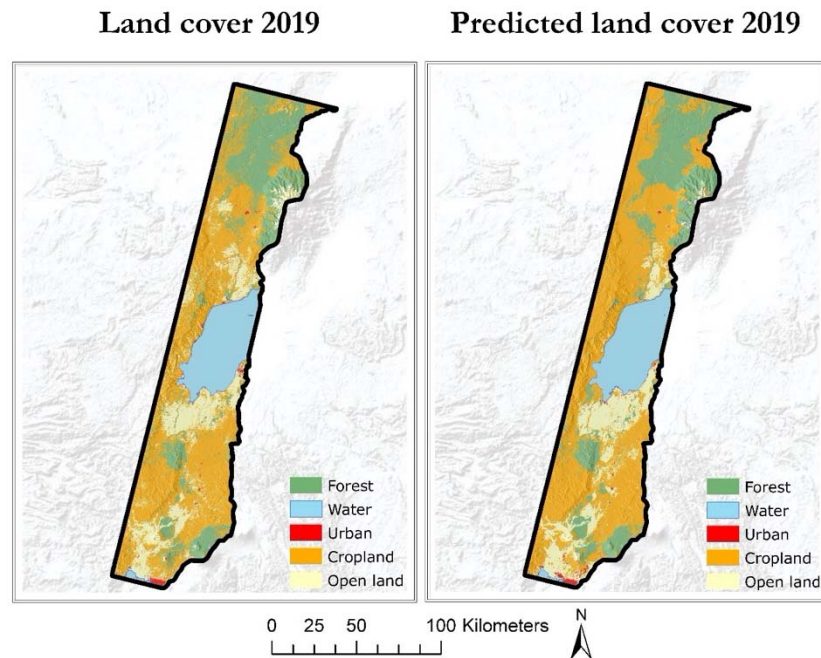 Land cover 2019
Predicted land cover 2019
Forest
Water
Urban
Cropland
Open land
Forest
Water
Urban
Cropland
Open land
0 25 50 100 Kilometers
N